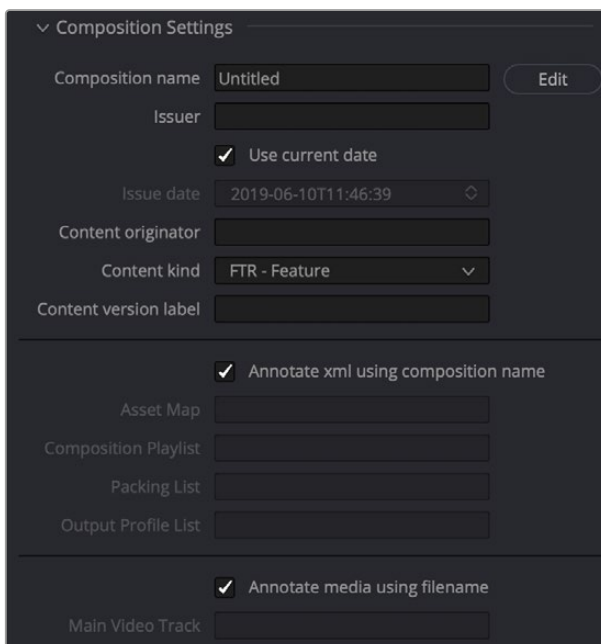 Composition Settings
Composition name Untitled Edit
Issuer
Use current date
Issue date 2019-06-10T11:46:39
Content originator
Content kind FTR - Feature
Content version label
Annotate xml using composition name
Asset Map
Composition Playlist
Packing List
Output Profile List
Annotate media using filename
Main Video Track